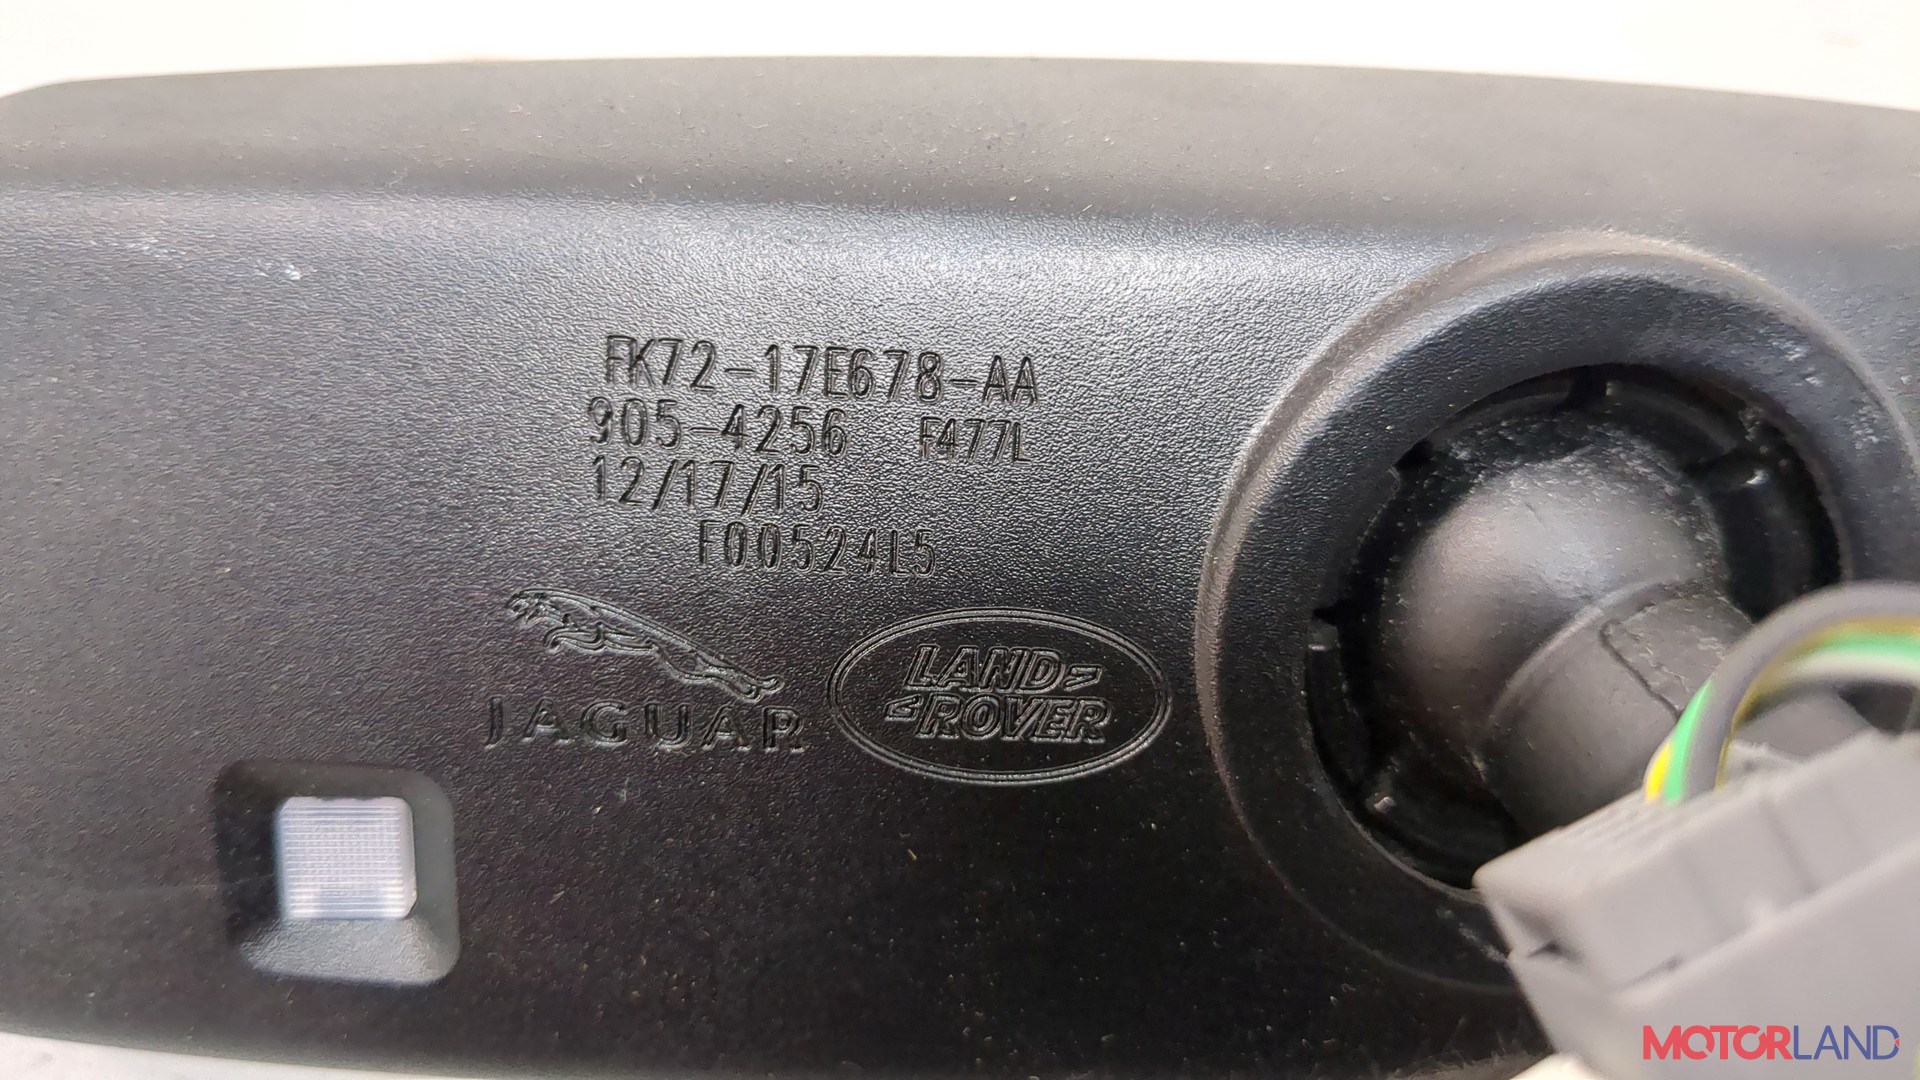 FK72-17E678-AA
905-4256 F477L
12/17/15
F00524L5
JAGUAR
LAND
ROVER
MOTORLAND